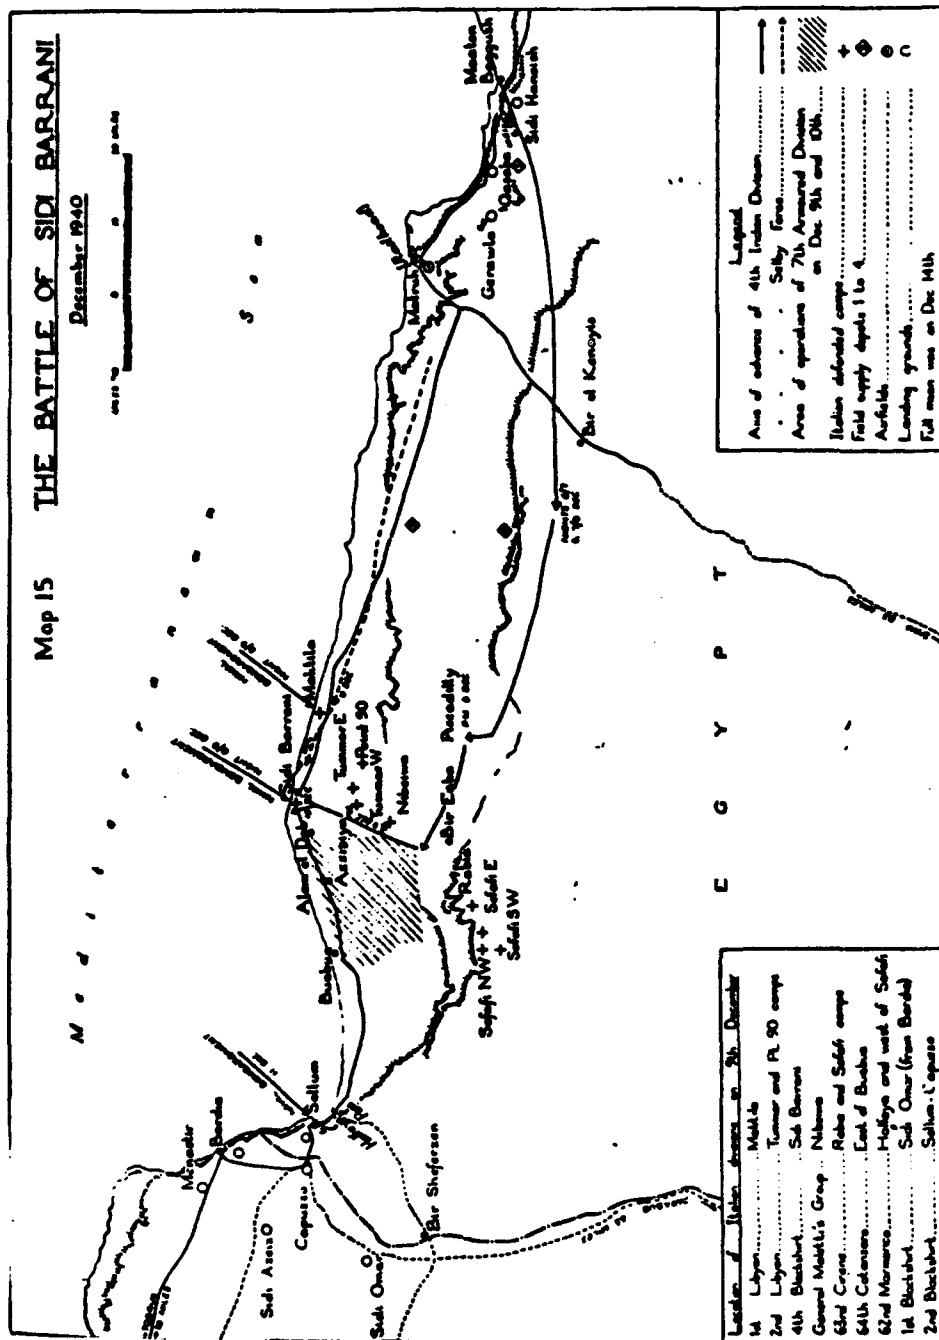 Map 15 THE BATTLE OF SIDI BARRANI
December 1940
Mediterranean Sea
EGYPT
Maaten Baggush
Sidi Haneish
Qasaba
Gerawla
Matruh
Bir el Kenayis
Maktila
Sidi Barrani
Alam el Dab
Azziziya
Tummar E
Point 90
Tummar W
Nibeiwa
Piccadilly
Bir Enba
Rabia
Sofafi E
Sofafi SW
Sofafi NW
Buqbuq
Sollum
Halfaya
Bardia
Menastir
Capuzzo
Sidi Azeiz
Sidi Omar
Bir Sheferzen
Legend
Axis of advance of 4th Indian Division
" " " " Selby Force
Area of operations of 7th Armoured Division
on Dec. 9th and 10th
Italian defended camps
Field supply depots 1 to 4
Airfields
Landing grounds
Full moon was on Dec 14th
Location of Italian divisions on 9th December
1st Libyan Maktila
2nd Libyan Tummar and Pt. 90 camps
4th Blackshirt Sidi Barrani
General Maletti's Group Nibeiwa
63rd Cirene Rabia and Sofafi camps
64th Catanzaro East of Buqbuq
62nd Marmarica Halfaya and west of Sofafi
1st Blackshirt Sidi Omar (from Bardia)
2nd Blackshirt Sollum-Capuzzo